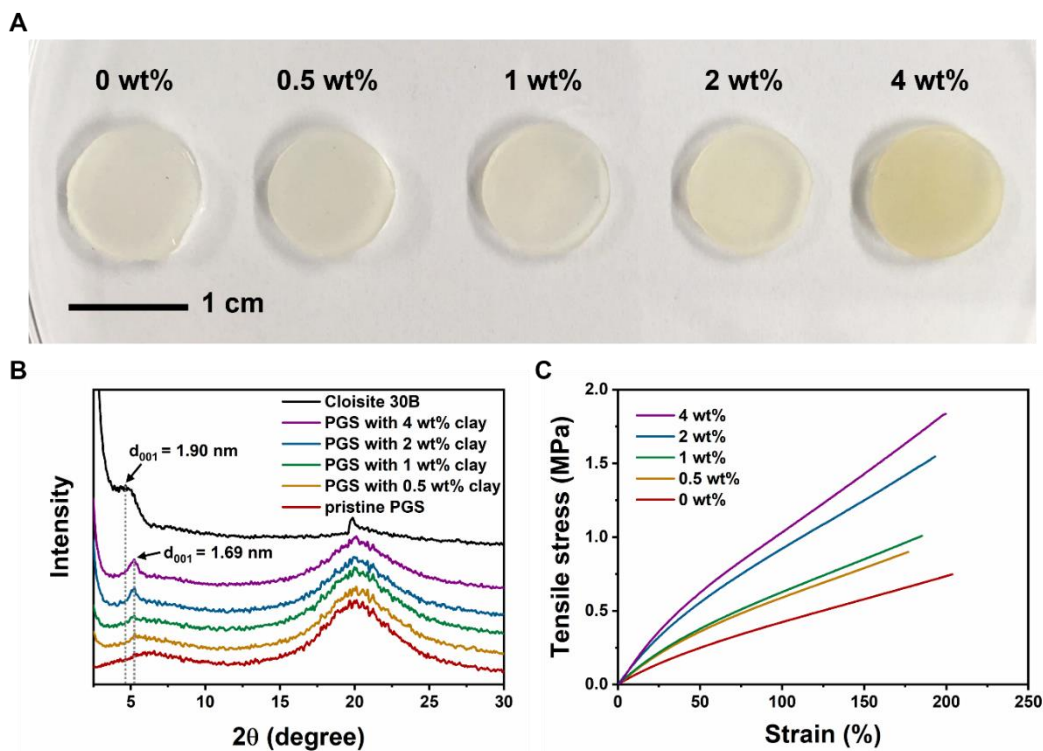 A
0 wt%
0.5 wt%
1 wt%
2 wt%
4 wt%
1 cm
B
Intensity
d001 = 1.90 nm
d001 = 1.69 nm
Cloisite 30B
PGS with 4 wt% clay
PGS with 2 wt% clay
PGS with 1 wt% clay
PGS with 0.5 wt% clay
pristine PGS
5 10 15 20 25 30
2θ (degree)
C
Tensile stress (MPa)
2.0
1.5
1.0
0.5
0.0
4 wt%
2 wt%
1 wt%
0.5 wt%
0 wt%
0 50 100 150 200 250
Strain (%)